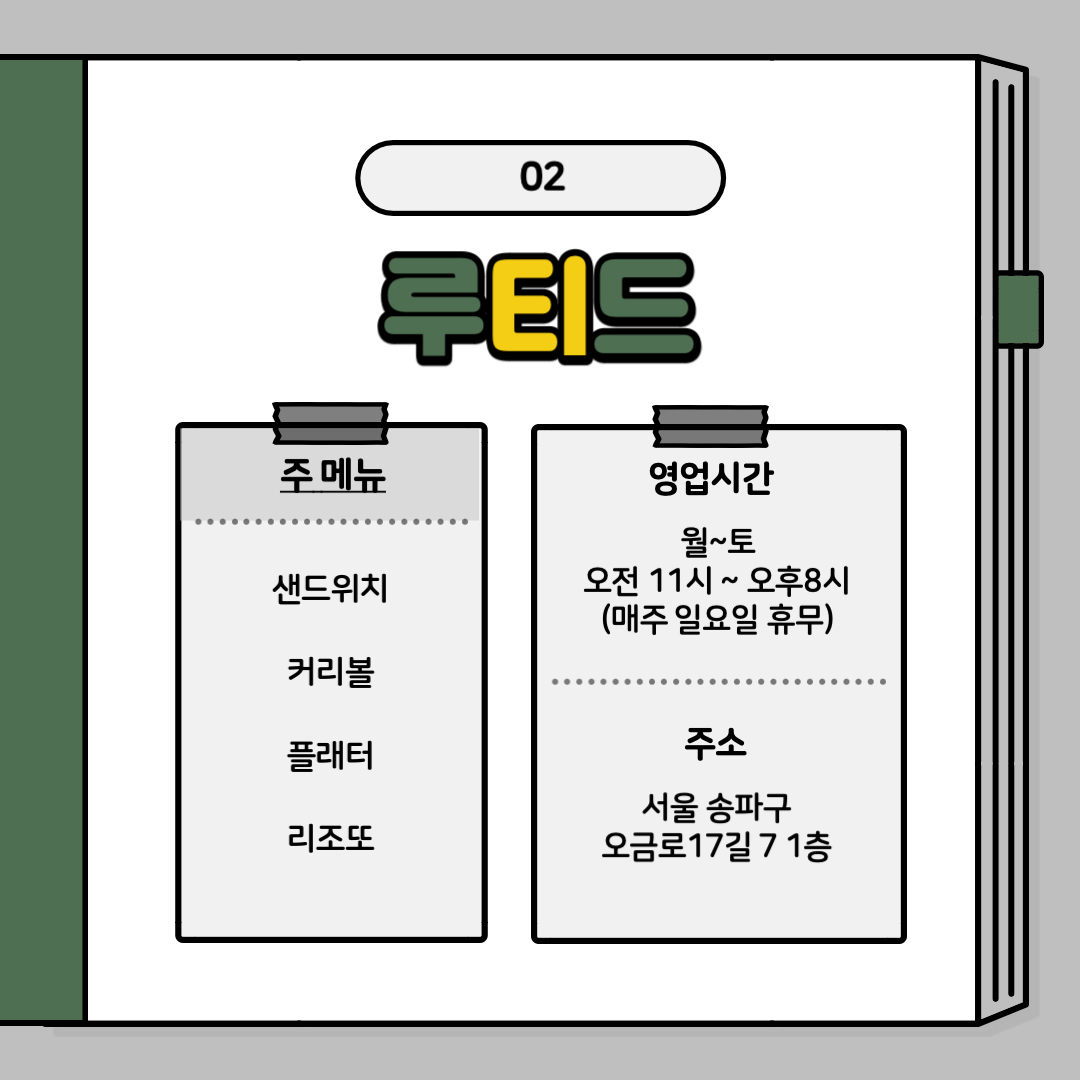 02
루티드
주 메뉴
샌드위치
커리볼
플래터
리조또
영업시간
월~토
오전 11시 ~ 오후8시
(매주 일요일 휴무)
주소
서울 송파구
오금로17길 7 1층